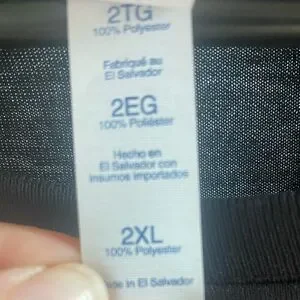 2TG
100% Polyester
Fabriqué au
El Salvador
2EG
100% Poliéster
Hecho en
El Salvador con
insumos importados
2XL
100% Polyester
Made in El Salvador